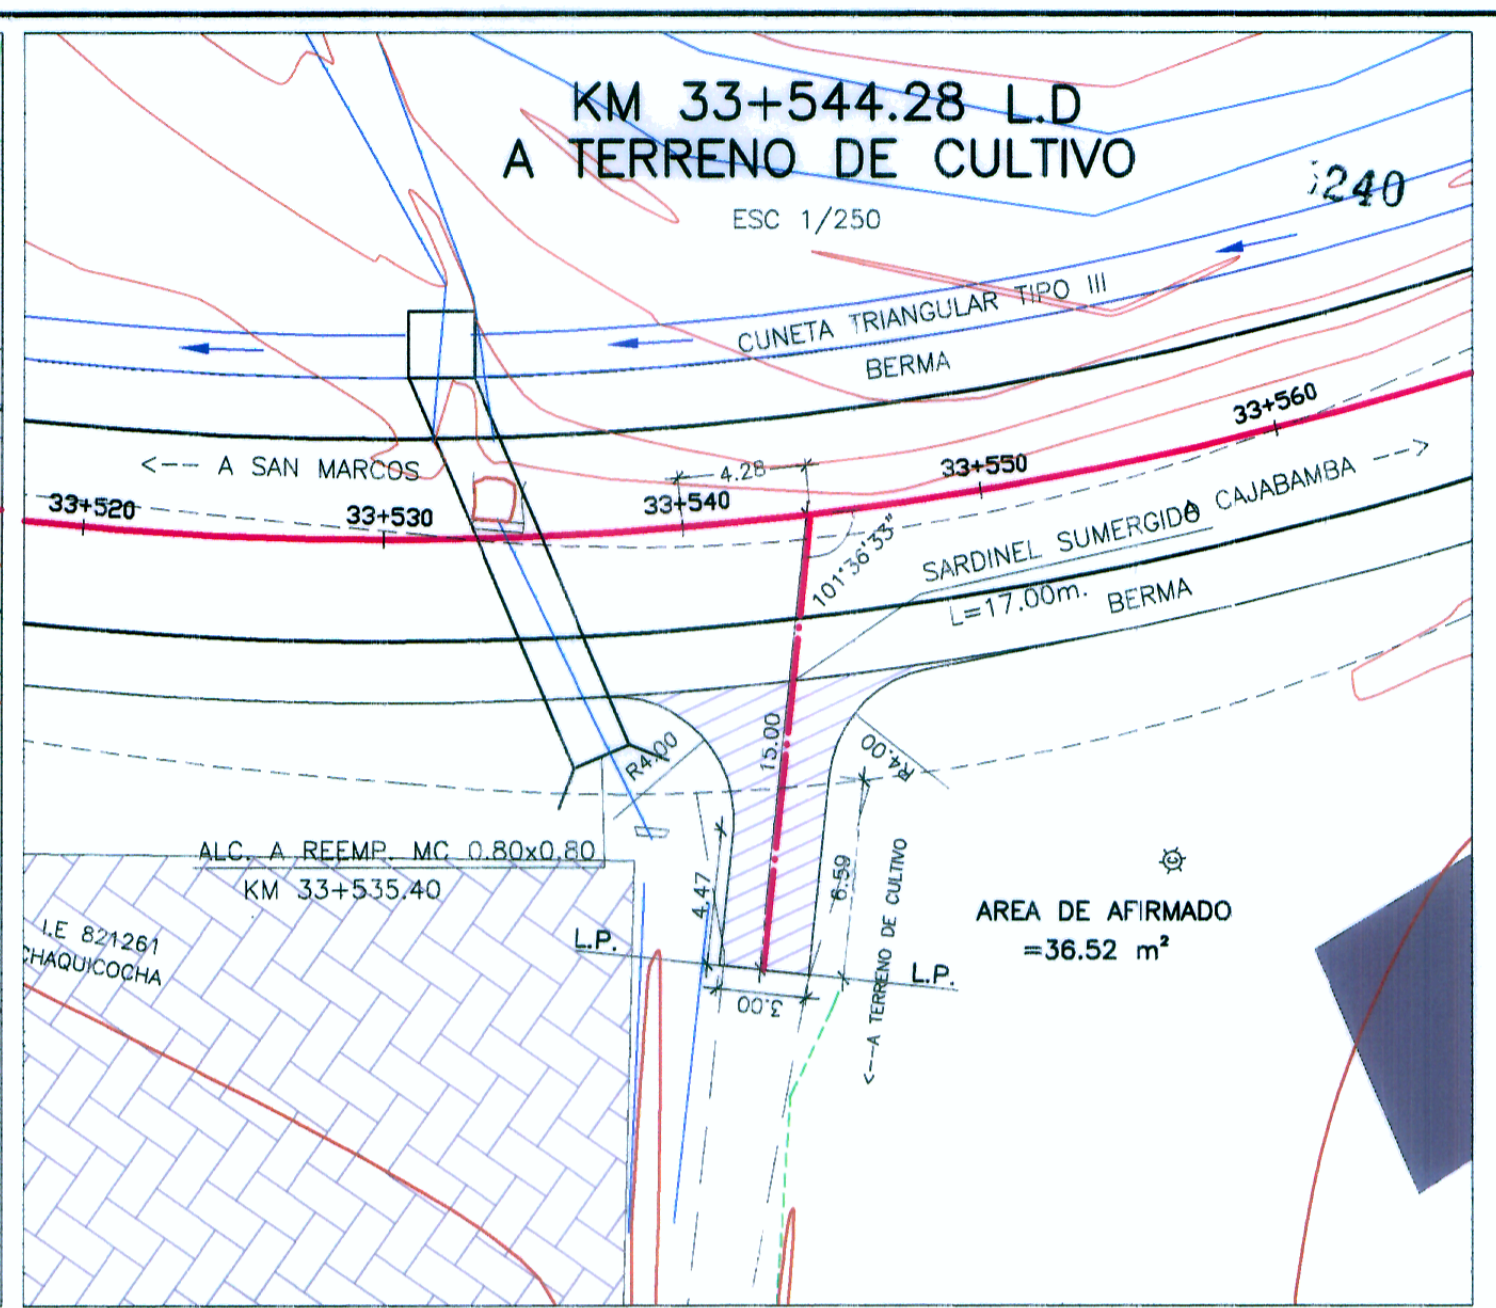 KM 33+544.28 L.D
A TERRENO DE CULTIVO
ESC 1/250
240
CUNETA TRIANGULAR TIPO III
BERMA
33+560
<--- A SAN MARCOS
4.28
33+550
A CAJABAMBA --->
33+520
33+530
33+540
101°36'33"
SARDINEL SUMERGIDO
L=17.00m.
BERMA
R4.00
15.00
R4.00
ALC. A REEMP. MC 0.80x0.80
KM 33+535.40
4.47
6.59
<---A TERRENO DE CULTIVO
AREA DE AFIRMADO
=36.52 m²
I.E 821261
CHAQUICOCHA
L.P.
L.P.
3.00